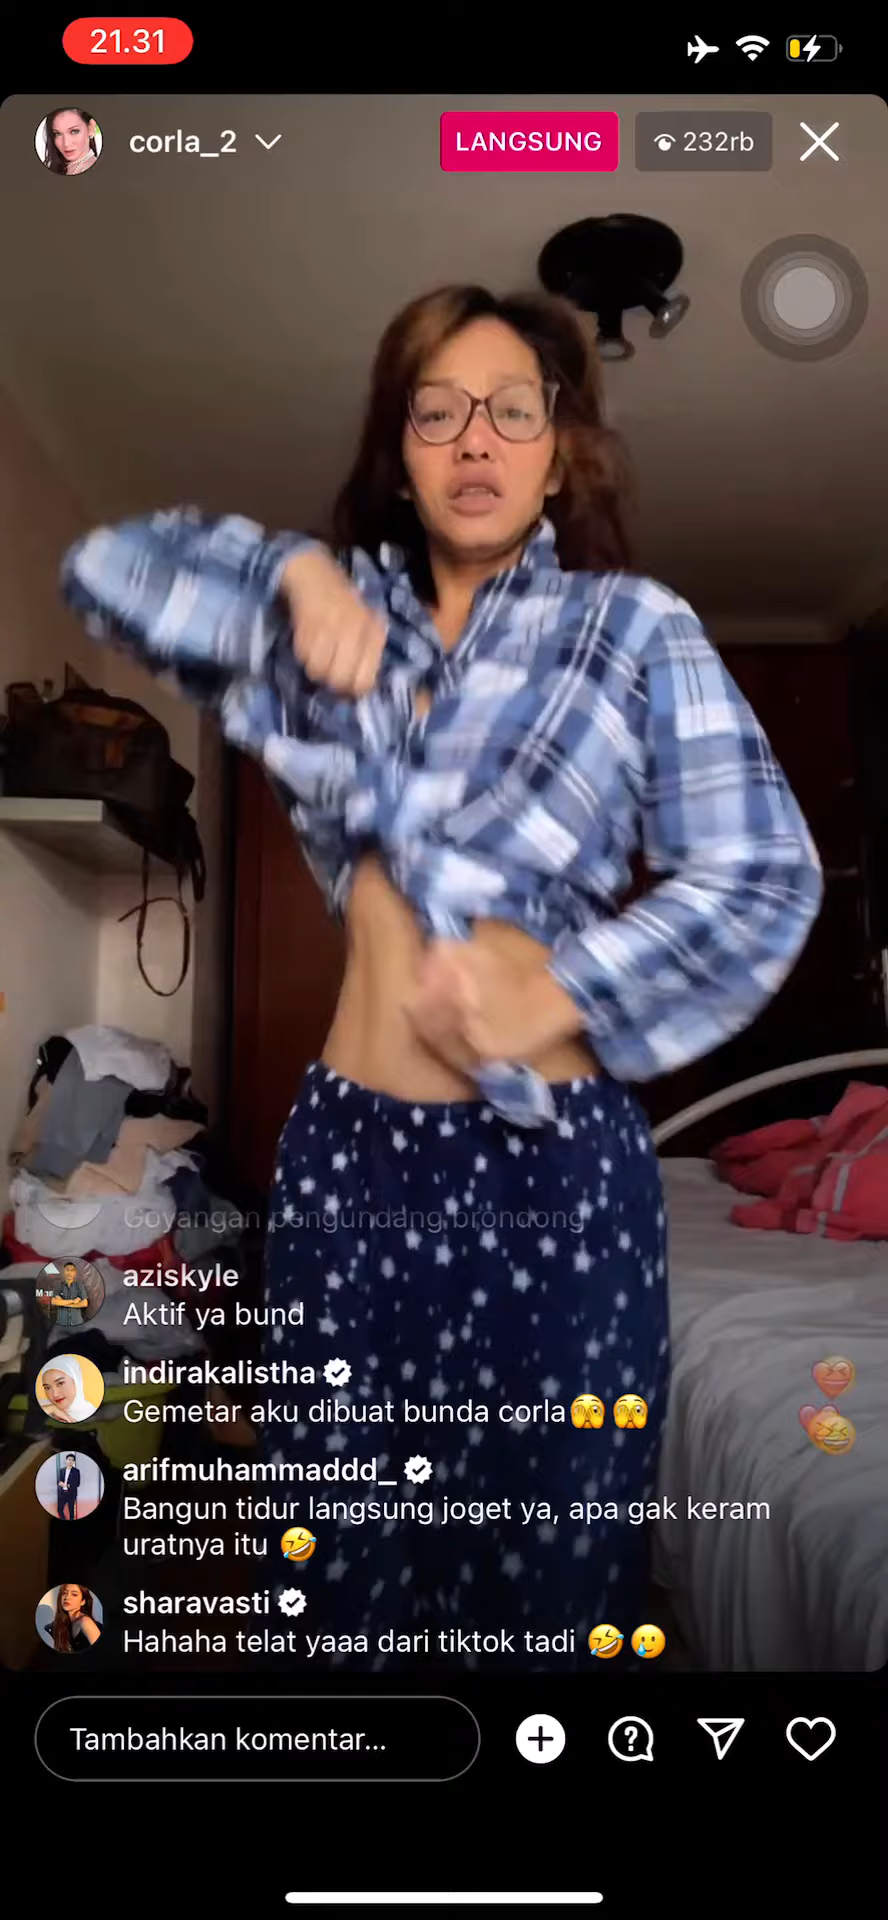 21.31
corla_2
LANGSUNG
232rb
Goyangan pengundang brondong
aziskyle
Aktif ya bund
indirakalistha
Gemetar aku dibuat bunda corla🫣🫣
arifmuhammaddd_
Bangun tidur langsung joget ya, apa gak keram
uratnya itu 🤣
sharavasti
Hahaha telat yaaa dari tiktok tadi 🤣🥲
Tambahkan komentar...